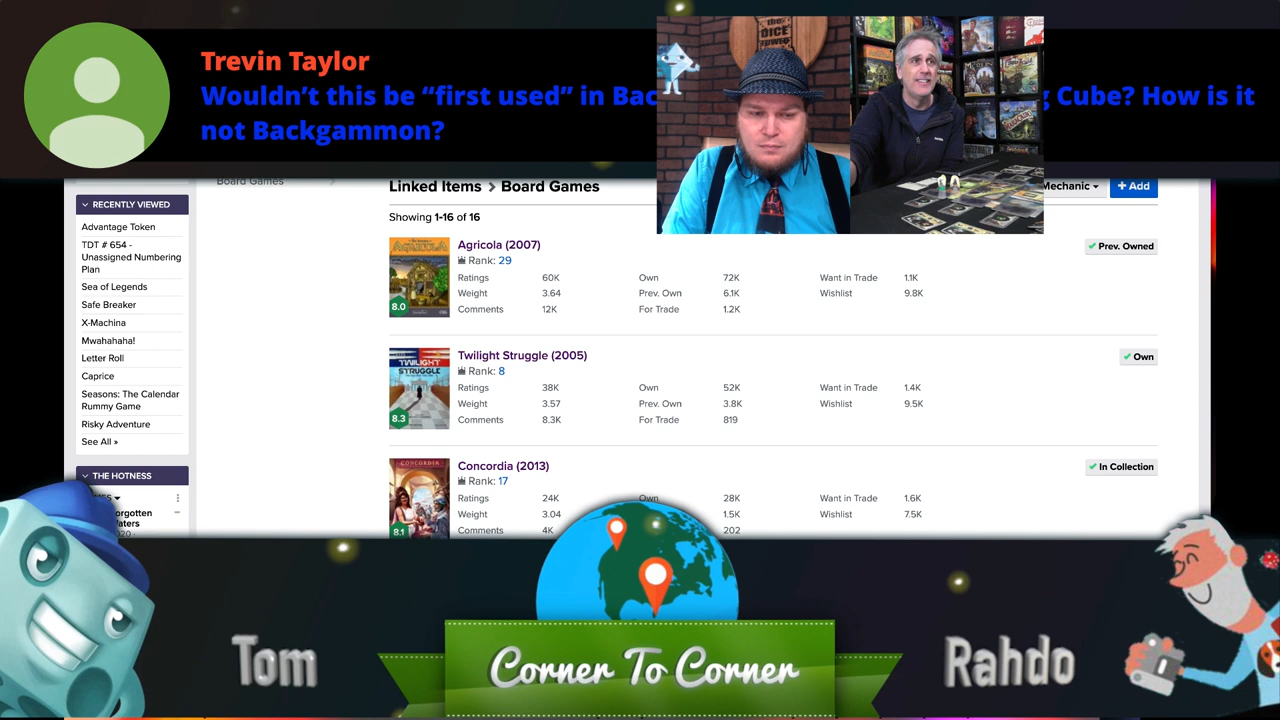 Trevin Taylor
Wouldn't this be “first used” in Cube? How is it
not Backgammon?
Board Games
Linked Items > Board Games
Mechanic
+ Add
Showing 1-16 of 16
RECENTLY VIEWED
Advantage Token
TDT # 654 -
Unassigned Numbering
Plan
Sea of Legends
Safe Breaker
X-Machina
Mwahahaha!
Letter Roll
Caprice
Seasons: The Calendar
Rummy Game
Risky Adventure
See All »
THE HOTNESS
Agricola (2007)
Prev. Owned
Rank: 29
Ratings 60K Own 72K Want in Trade 1.1K
Weight 3.64 Prev. Own 6.1K Wishlist 9.8K
Comments 12K For Trade 1.2K
8.0
Twilight Struggle (2005)
Own
Rank: 8
Ratings 38K Own 52K Want in Trade 1.4K
Weight 3.57 Prev. Own 3.8K Wishlist 9.5K
Comments 8.3K For Trade 819
TWILIGHT
STRUGGLE
8.3
Concordia (2013)
In Collection
Rank: 17
CONCORDIA
Ratings 24K Own 28K Want in Trade 1.6K
Weight 3.04 1.5K Wishlist 7.5K
Comments 4K 202
8.1
the
DICE
TOWER
Tom
Corner To Corner
Rahdo